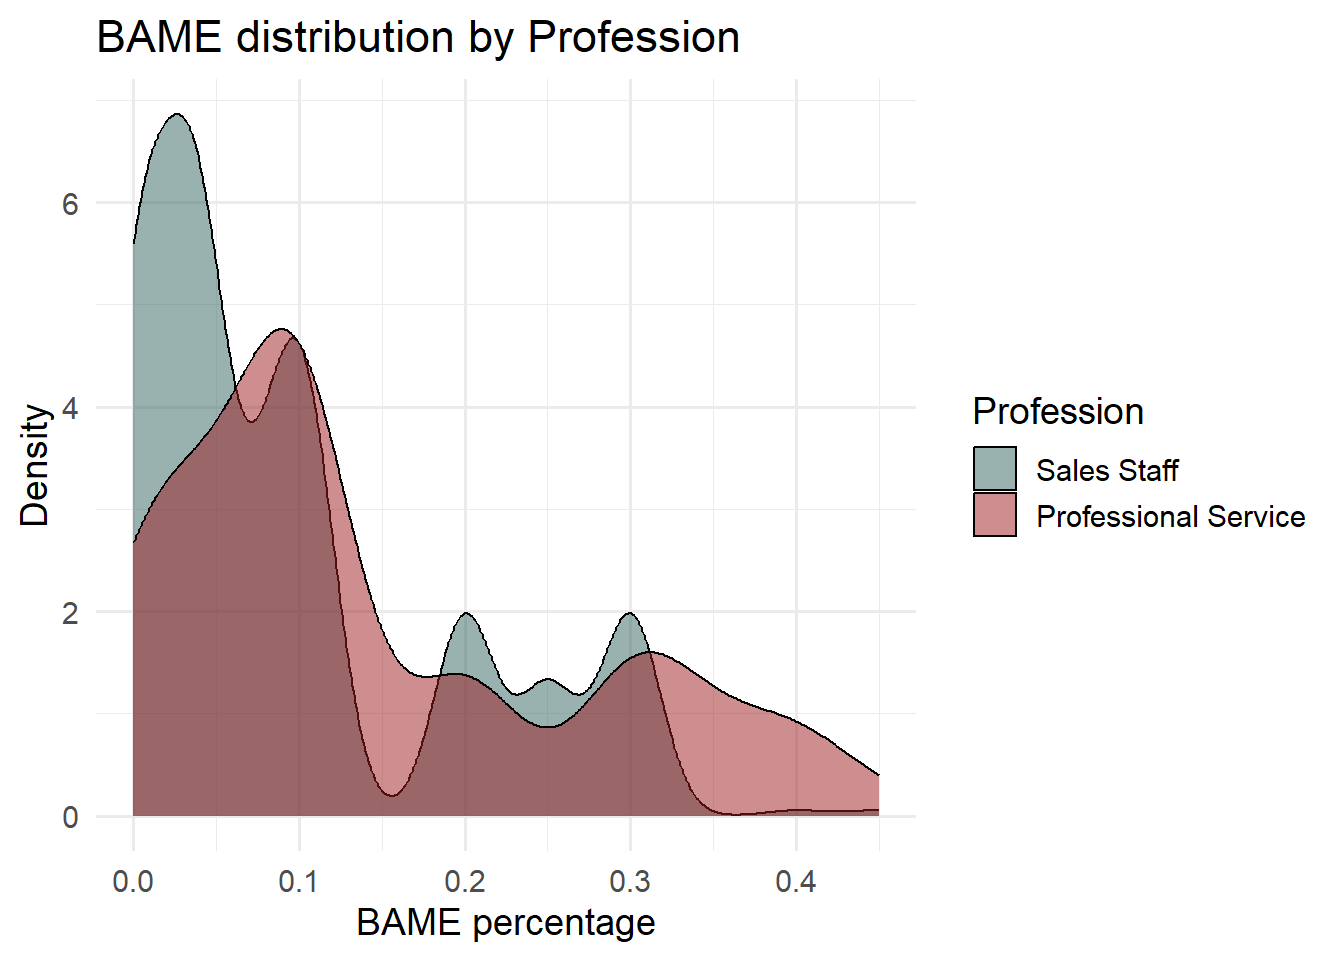 BAME distribution by Profession
Density
6
4
2
0
0.0 0.1 0.2 0.3 0.4
BAME percentage
Profession
Sales Staff
Professional Service